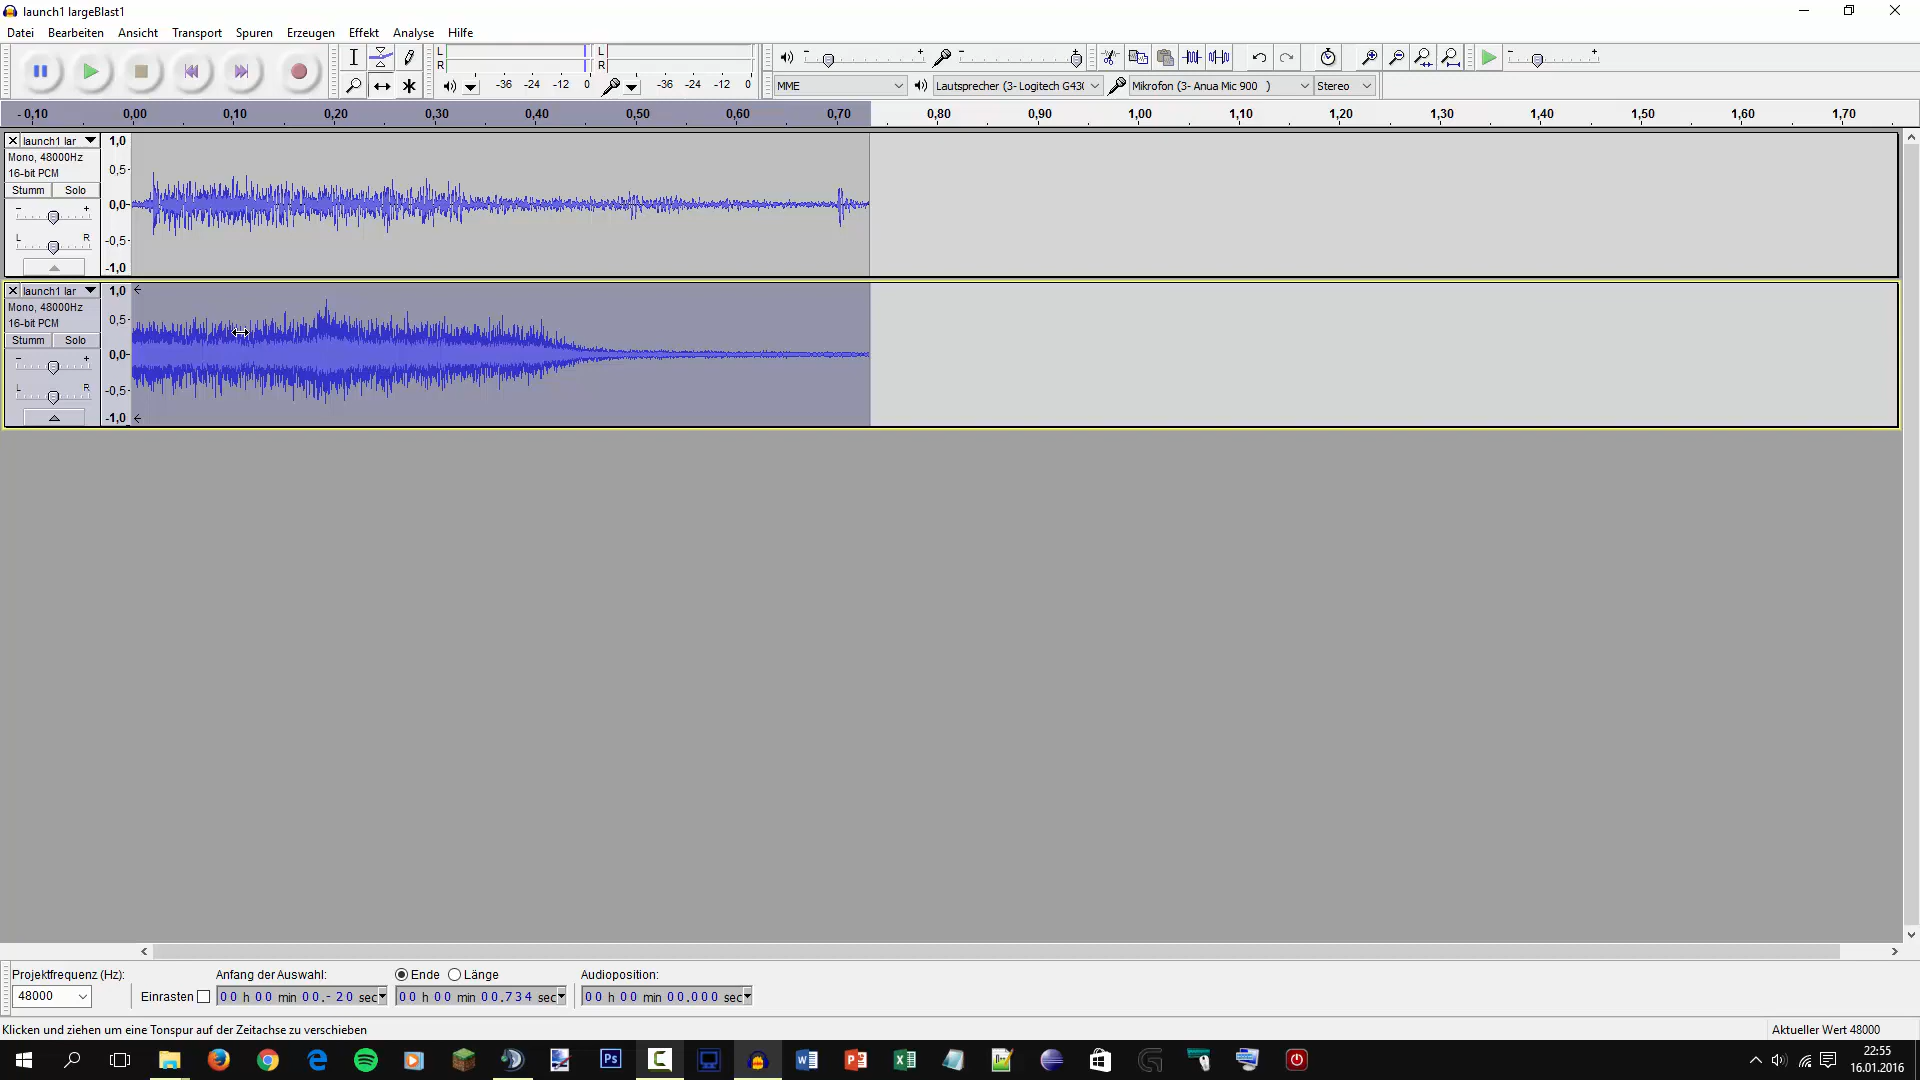 launch1 largeBlast1
Datei Bearbeiten Ansicht Transport Spuren Erzeugen Effekt Analyse Hilfe
L R -36 -24 -12 0 L R -36 -24 -12 0
MME Lautsprecher (3- Logitech G43( Mikrofon (3- Anua Mic 900 ) Stereo
- 0,10 0,00 0,10 0,20 0,30 0,40 0,50 0,60 0,70 0,80 0,90 1,00 1,10 1,20 1,30 1,40 1,50 1,60 1,70
launch1 lar 1,0
Mono, 48000Hz
16-bit PCM 0,5
Stumm Solo
- + 0,0
L R -0,5
-1,0
launch1 lar 1,0
Mono, 48000Hz
16-bit PCM 0,5
Stumm Solo
- + 0,0
L R -0,5
-1,0
Projektfrequenz (Hz): Anfang der Auswahl: Ende Länge Audioposition:
48000 Einrasten 00 h 00 min 00.-20 sec 00 h 00 min 00.734 sec 00 h 00 min 00.000 sec
Klicken und ziehen um eine Tonspur auf der Zeitachse zu verschieben Aktueller Wert 48000
Ps
22:55
16.01.2016